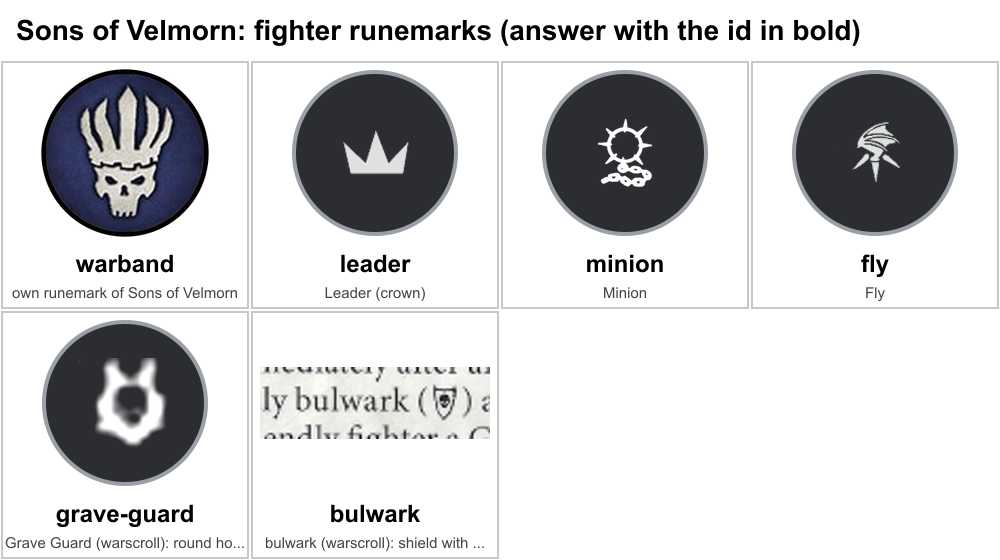 Sons of Velmorn: fighter runemarks (answer with the id in bold)
warband
own runemark of Sons of Velmorn
leader
Leader (crown)
minion
Minion
fly
Fly
grave-guard
Grave Guard (warscroll): round ho...
ly bulwark ( ) a
bulwark
bulwark (warscroll): shield with ...